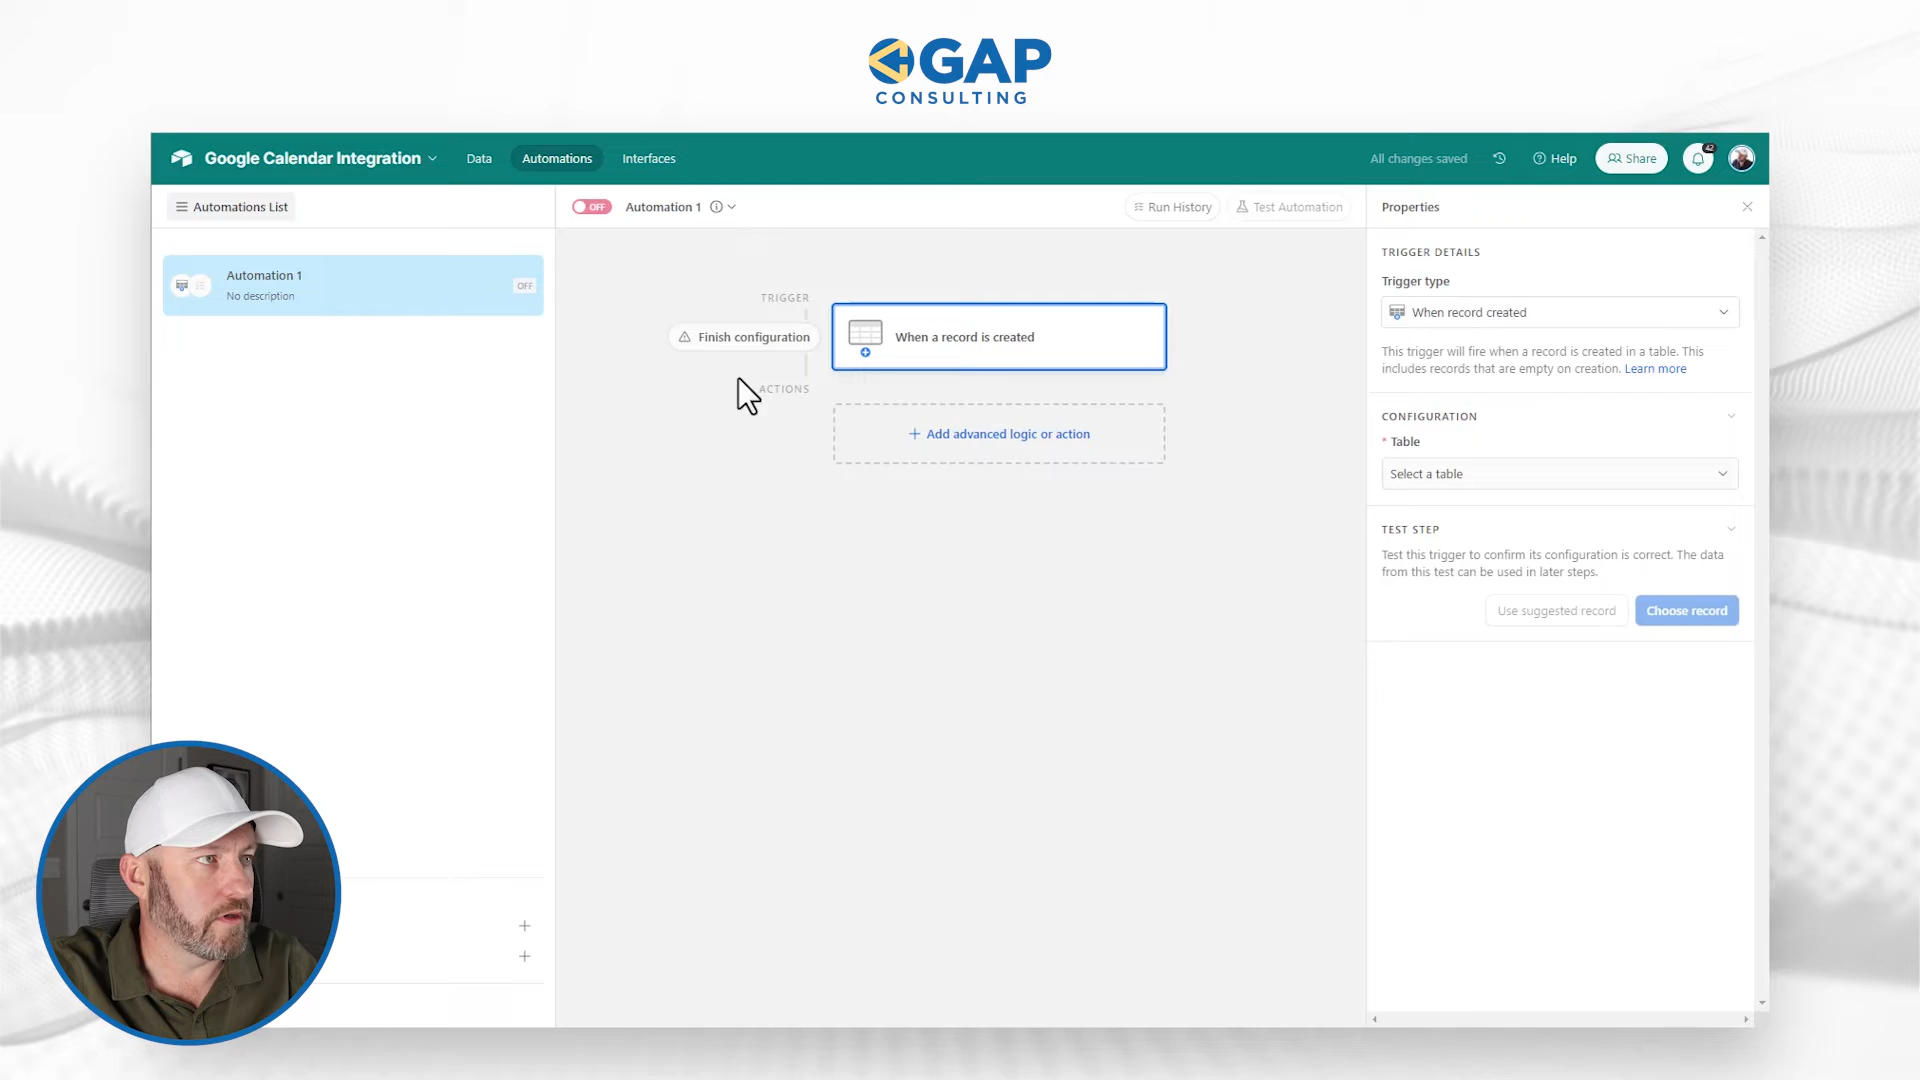 GAP
CONSULTING
Google Calendar Integration
Data
Automations
Interfaces
All changes saved
Help
Share
42
Automations List
OFF
Automation 1
Run History
Test Automation
Properties
Automation 1
No description
OFF
TRIGGER
Finish configuration
When a record is created
ACTIONS
+ Add advanced logic or action
TRIGGER DETAILS
Trigger type
When record created
This trigger will fire when a record is created in a table. This
includes records that are empty on creation. Learn more
CONFIGURATION
* Table
Select a table
TEST STEP
Test this trigger to confirm its configuration is correct. The data
from this test can be used in later steps.
Use suggested record
Choose record